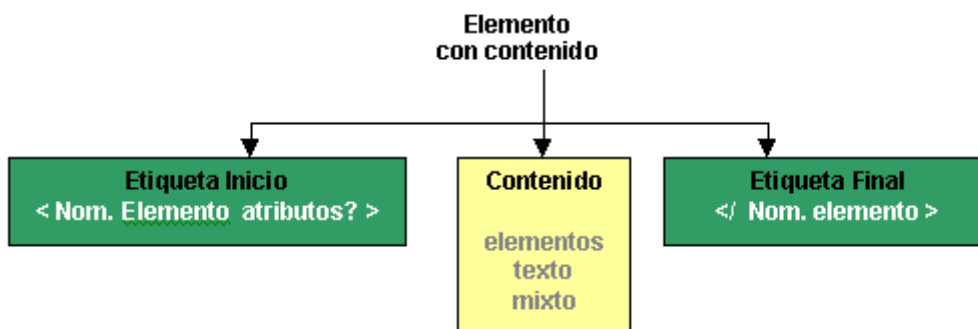 Elemento
con contenido
Etiqueta Inicio
< Nom. Elemento atributos? >
Contenido
elementos
texto
mixto
Etiqueta Final
</ Nom. elemento >